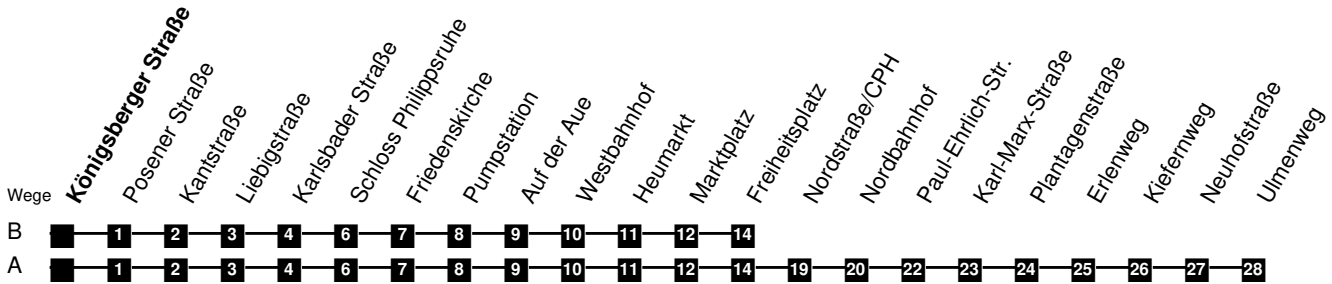 Königsberger Straße
Posener Straße
Kantstraße
Liebigstraße
Karlsbader Straße
Schloss Philippsruhe
Friedenskirche
Pumpstation
Auf der Aue
Westbahnhof
Heumarkt
Marktplatz
Freiheitsplatz
Nordstraße/CPH
Nordbahnhof
Paul-Ehrlich-Str.
Karl-Marx-Straße
Plantagenstraße
Erlenweg
Kiefernweg
Neuhofstraße
Ulmenweg
Wege
B 1 2 3 4 6 7 8 9 10 11 12 14
A 1 2 3 4 6 7 8 9 10 11 12 14 19 20 22 23 24 25 26 27 28